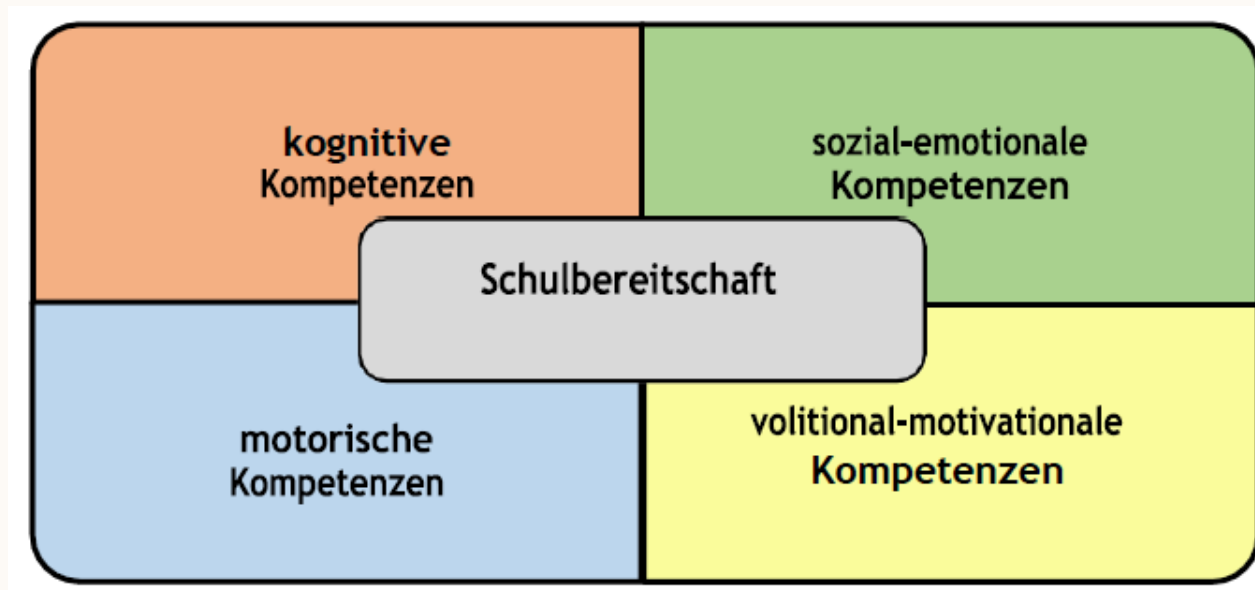 kognitive
Kompetenzen
sozial-emotionale
Kompetenzen
Schulbereitschaft
motorische
Kompetenzen
volitional-motivationale
Kompetenzen